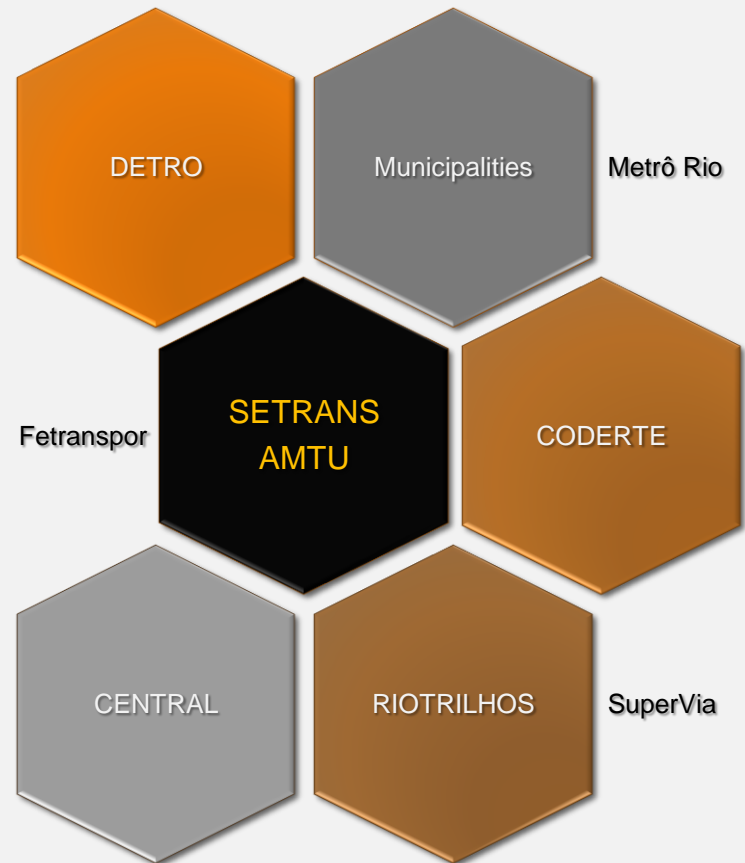 DETRO
Municipalities
Metrô Rio
Fetranspor
SETRANS
AMTU
CODERTE
CENTRAL
RIOTRILHOS
SuperVia